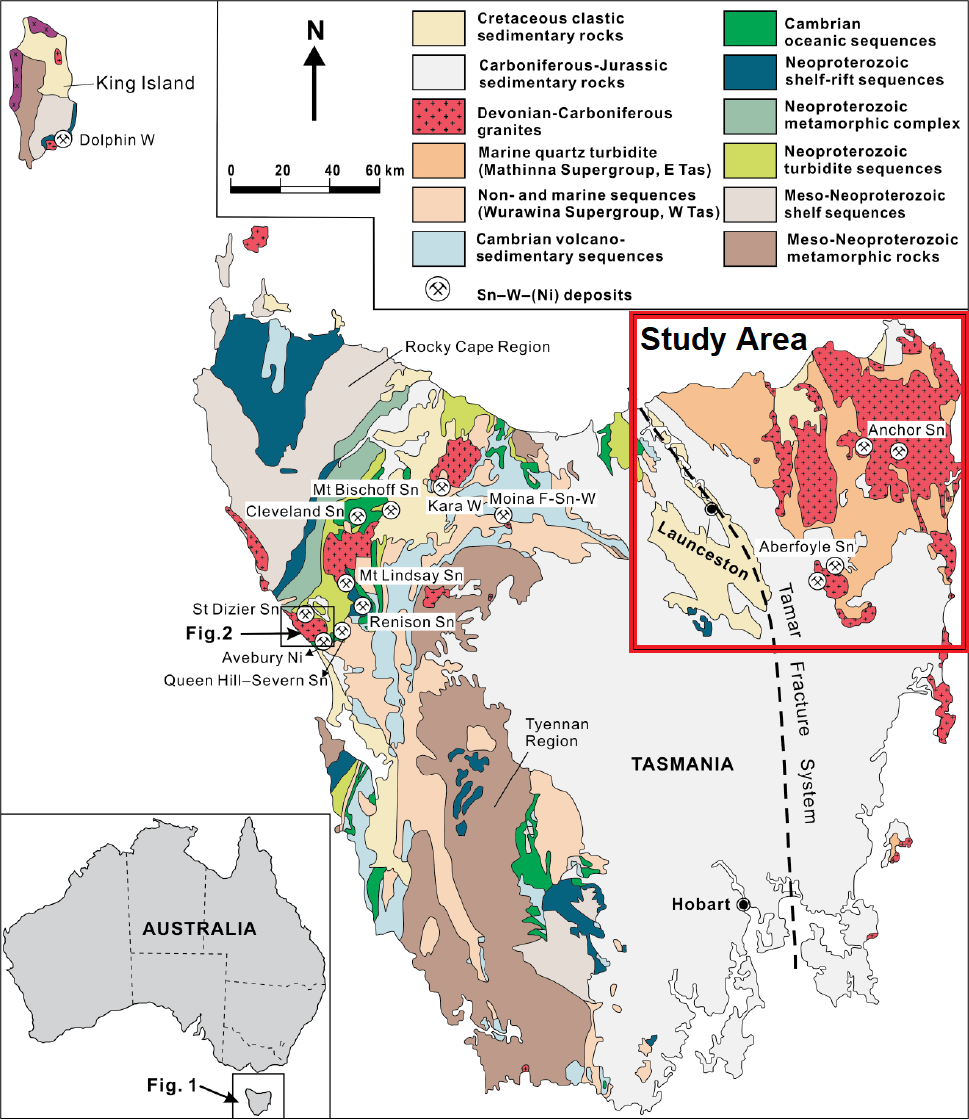 Cretaceous clastic
sedimentary rocks
Carboniferous-Jurassic
sedimentary rocks
Devonian-Carboniferous
granites
Marine quartz turbidite
(Mathinna Supergroup, E Tas)
Non- and marine sequences
(Wurawina Supergroup, W Tas)
Cambrian volcano-
sedimentary sequences
Sn–W–(Ni) deposits
Cambrian
oceanic sequences
Neoproterozoic
shelf-rift sequences
Neoproterozoic
metamorphic complex
Neoproterozoic
turbidite sequences
Meso-Neoproterozoic
shelf sequences
Meso-Neoproterozoic
metamorphic rocks
N
0 20 40 60 km
King Island
Dolphin W
Study Area
Rocky Cape Region
Anchor Sn
Mt Bischoff Sn
Cleveland Sn
Kara W
Moina F-Sn-W
Launceston
Aberfoyle Sn
Mt Lindsay Sn
St Dizier Sn
Renison Sn
Fig.2
Avebury Ni
Queen Hill–Severn Sn
Tamar Fracture System
Tyennan
Region
TASMANIA
Hobart
AUSTRALIA
Fig. 1